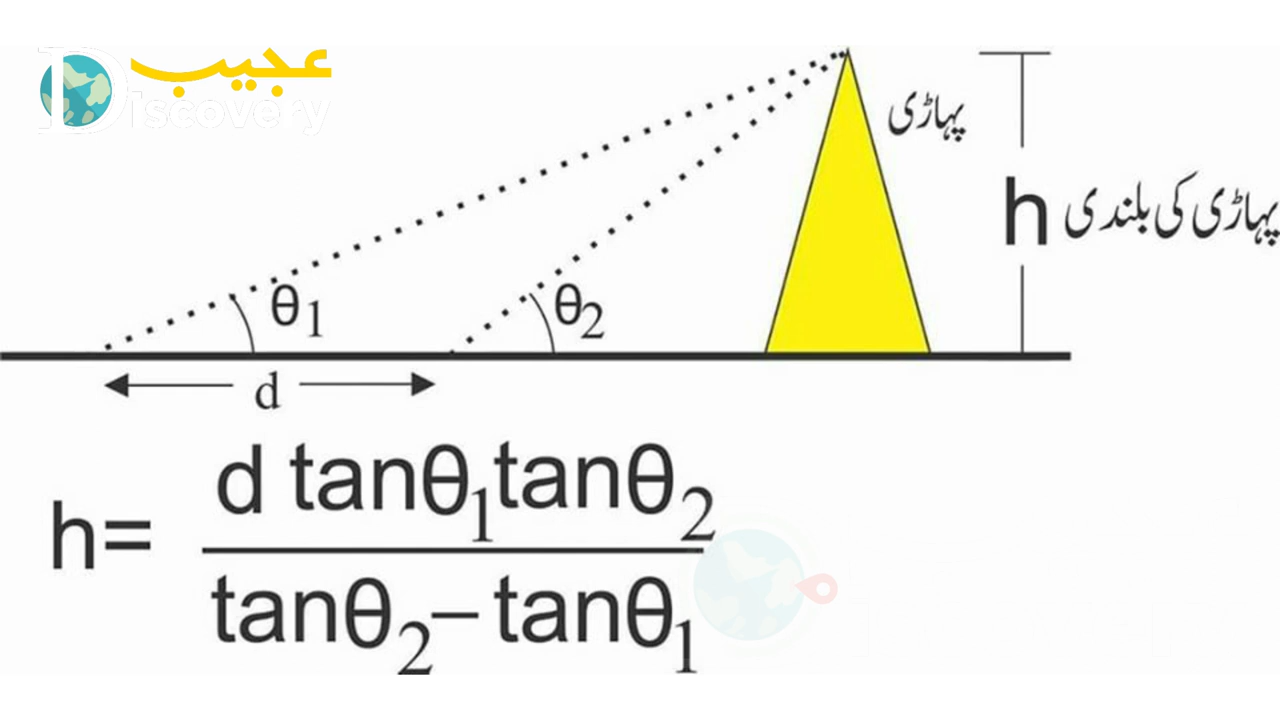 عجیب
Discovery
پہاڑی
h پہاڑی کی بلندی
θ1
θ2
d
h= d tanθ1tanθ2
tanθ2–tanθ1